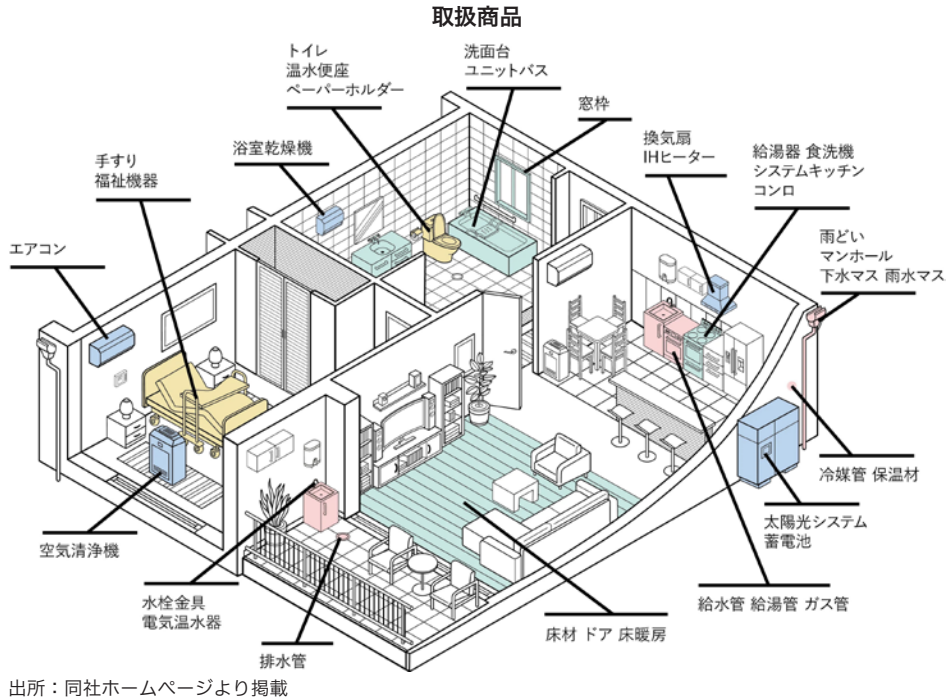 取扱商品
トイレ
温水便座
ペーパーホルダー
洗面台
ユニットバス
窓枠
換気扇
IHヒーター
給湯器 食洗機
システムキッチン
コンロ
浴室乾燥機
手すり
福祉機器
エアコン
雨どい
マンホール
下水マス 雨水マス
冷媒管 保温材
太陽光システム
蓄電池
空気清浄機
水栓金具
電気温水器
排水管
床材 ドア 床暖房
給水管 給湯管 ガス管
出所：同社ホームページより掲載